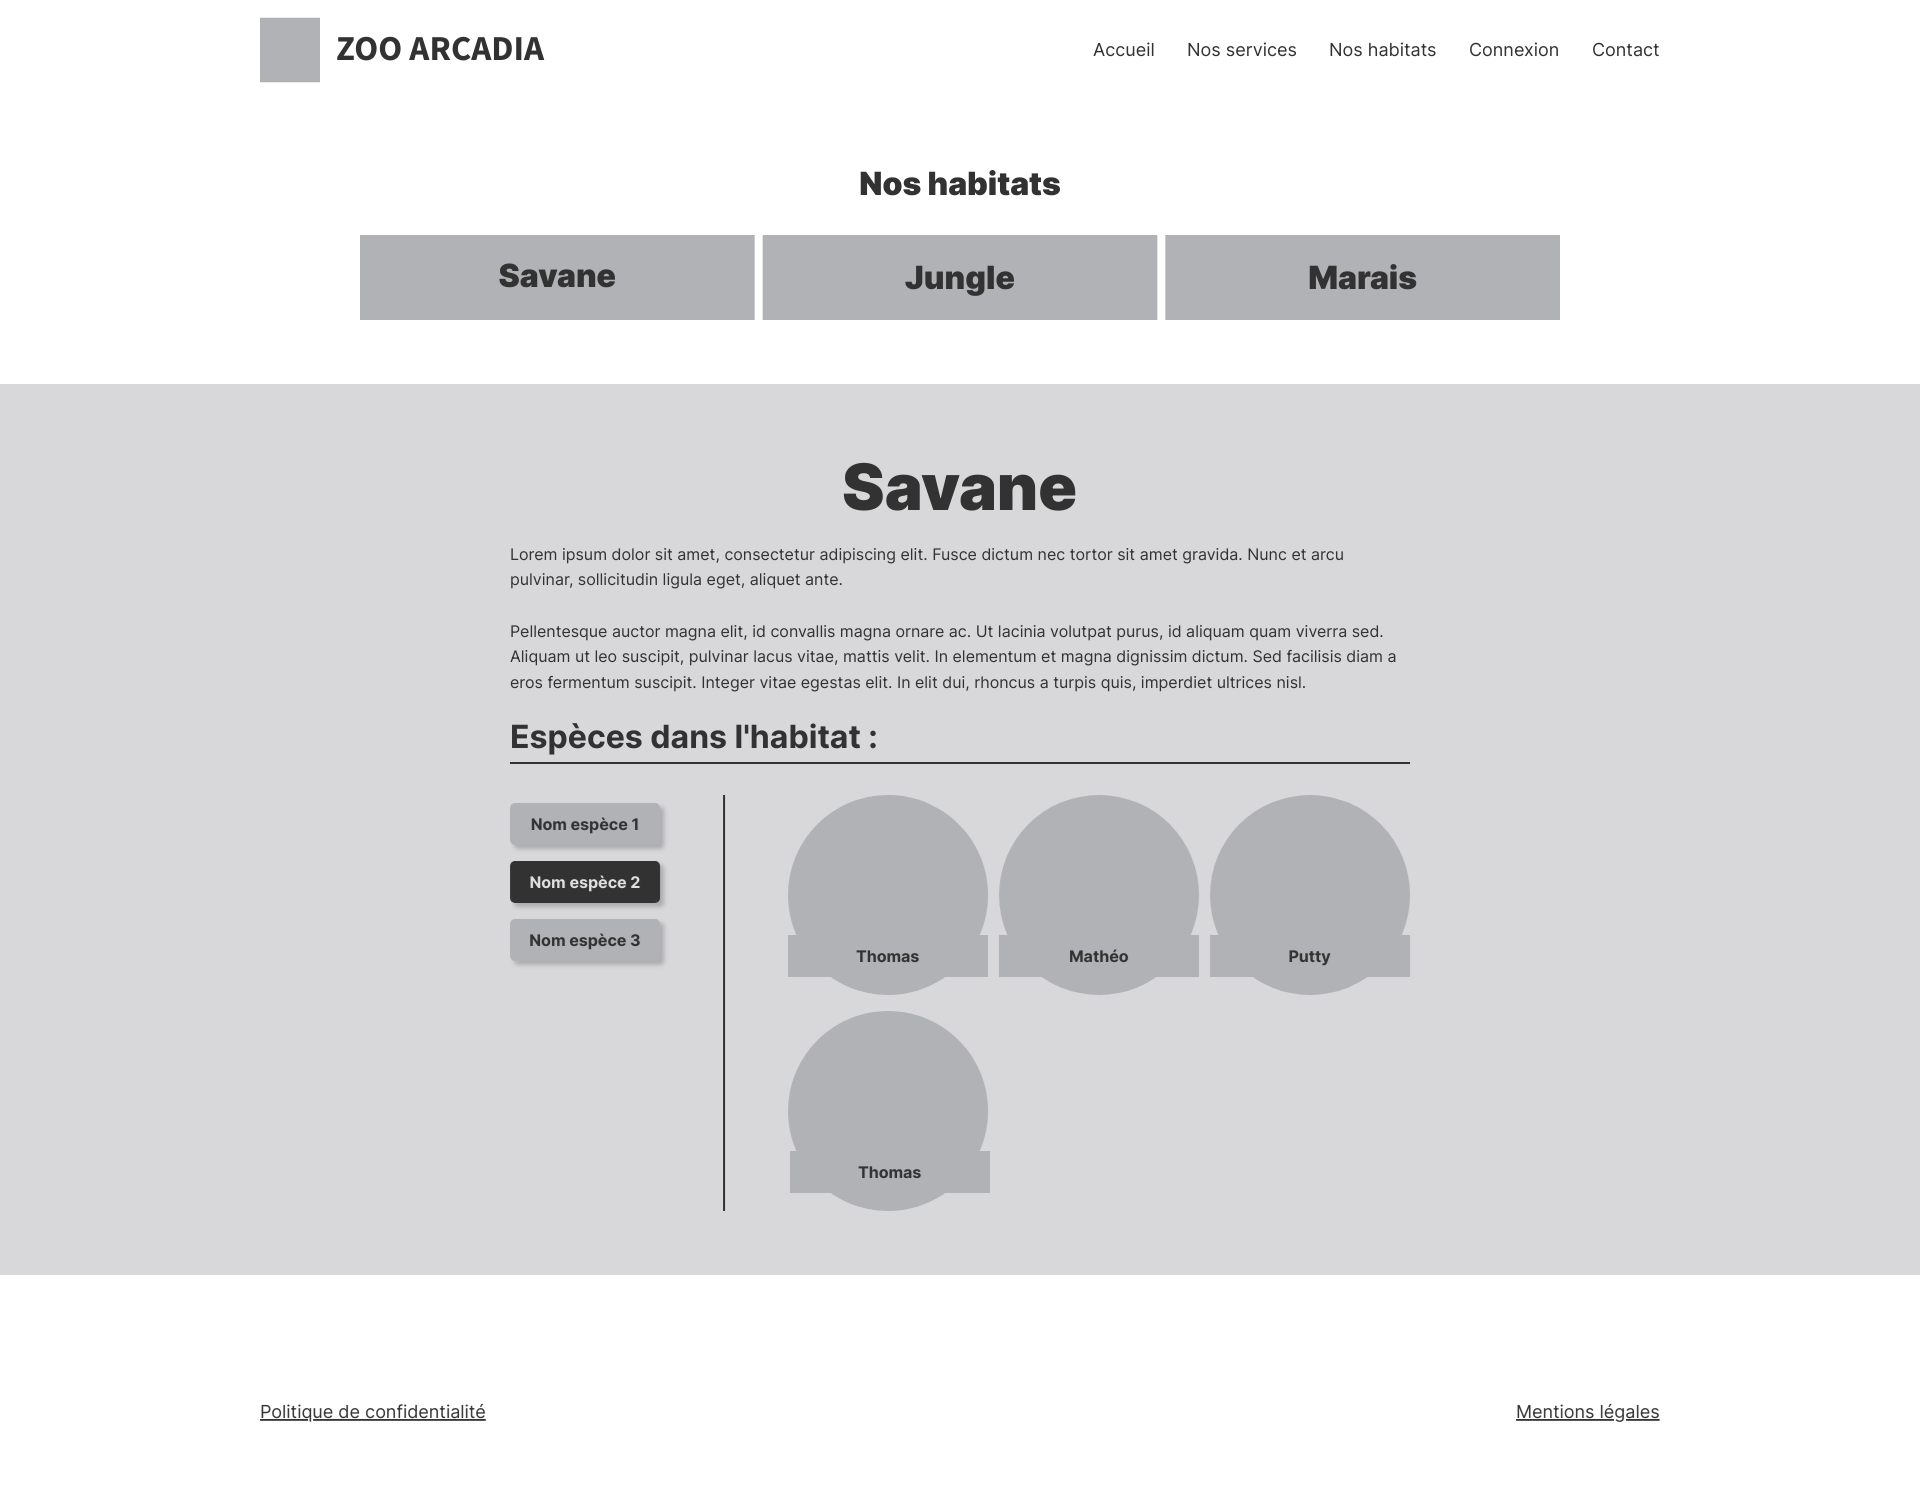 ZOO ARCADIA
Accueil
Nos services
Nos habitats
Connexion
Contact
Nos habitats
Savane
Jungle
Marais
Savane
Lorem ipsum dolor sit amet, consectetur adipiscing elit. Fusce dictum nec tortor sit amet gravida. Nunc et arcu
pulvinar, sollicitudin ligula eget, aliquet ante.
Pellentesque auctor magna elit, id convallis magna ornare ac. Ut lacinia volutpat purus, id aliquam quam viverra sed.
Aliquam ut leo suscipit, pulvinar lacus vitae, mattis velit. In elementum et magna dignissim dictum. Sed facilisis diam a
eros fermentum suscipit. Integer vitae egestas elit. In elit dui, rhoncus a turpis quis, imperdiet ultrices nisl.
Espèces dans l'habitat :
Nom espèce 1
Nom espèce 2
Nom espèce 3
Thomas
Mathéo
Putty
Thomas
Politique de confidentialité
Mentions légales